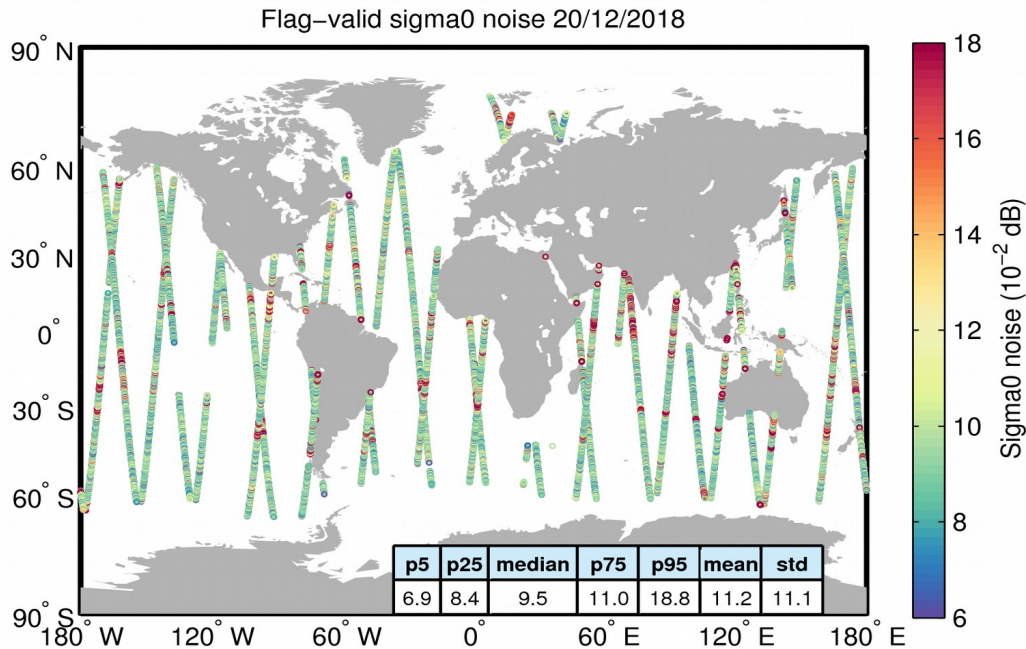 Flag−valid sigma0 noise 20/12/2018
90° N
60° N
30° N
0°
30° S
60° S
90° S
180° W
120° W
60° W
0°
60° E
120° E
180° E
p5 p25 median p75 p95 mean std
6.9 8.4 9.5 11.0 18.8 11.2 11.1
18
16
14
12
10
8
6
Sigma0 noise (10⁻² dB)